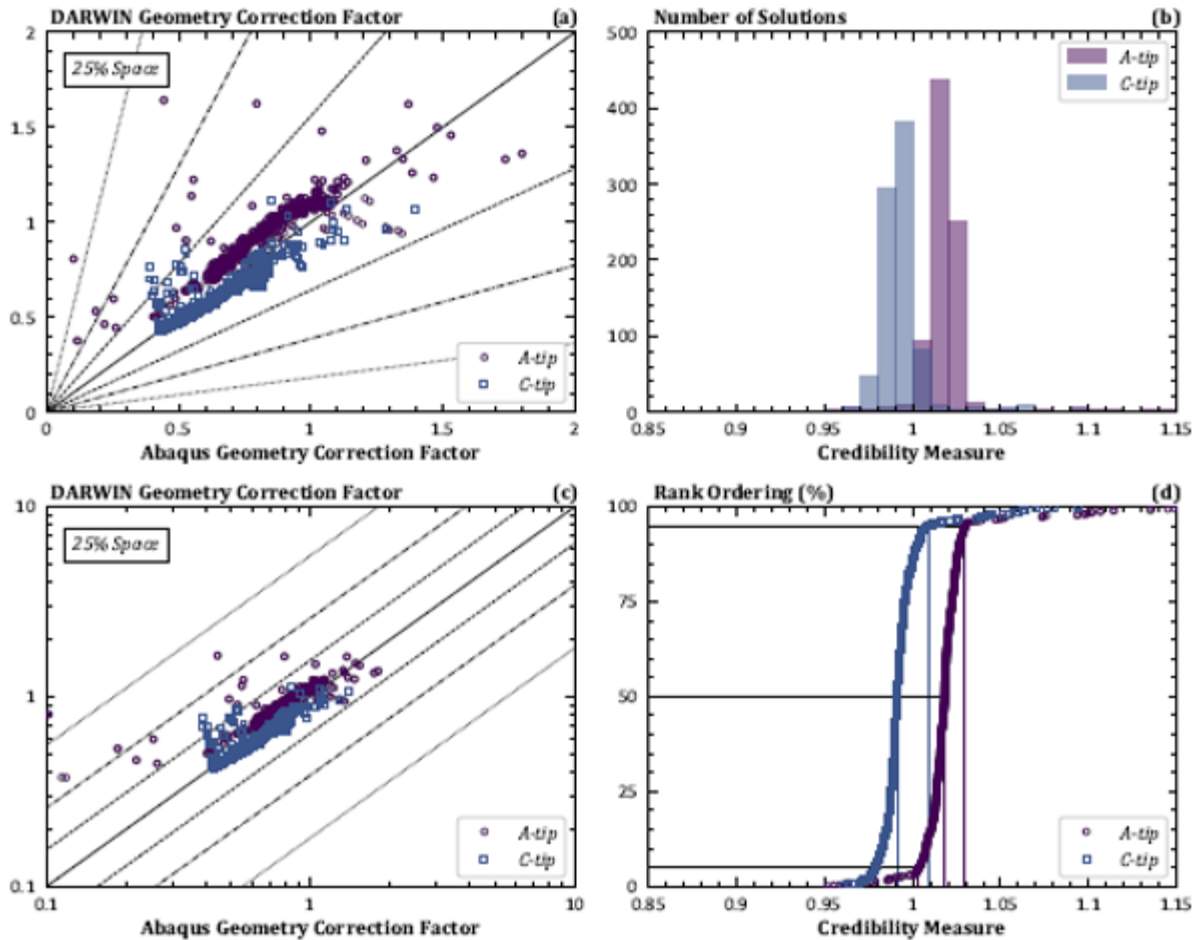 DARWIN Geometry Correction Factor (a)
2
1.5
1
0.5
0
25% Space
A-tip
C-tip
0 0.5 1 1.5 2
Abaqus Geometry Correction Factor
Number of Solutions (b)
500
400
300
200
100
0
A-tip
C-tip
0.85 0.9 0.95 1 1.05 1.1 1.15
Credibility Measure
DARWIN Geometry Correction Factor (c)
10
1
0.1
25% Space
A-tip
C-tip
0.1 1 10
Abaqus Geometry Correction Factor
Rank Ordering (%) (d)
100
75
50
25
0
A-tip
C-tip
0.85 0.9 0.95 1 1.05 1.1 1.15
Credibility Measure